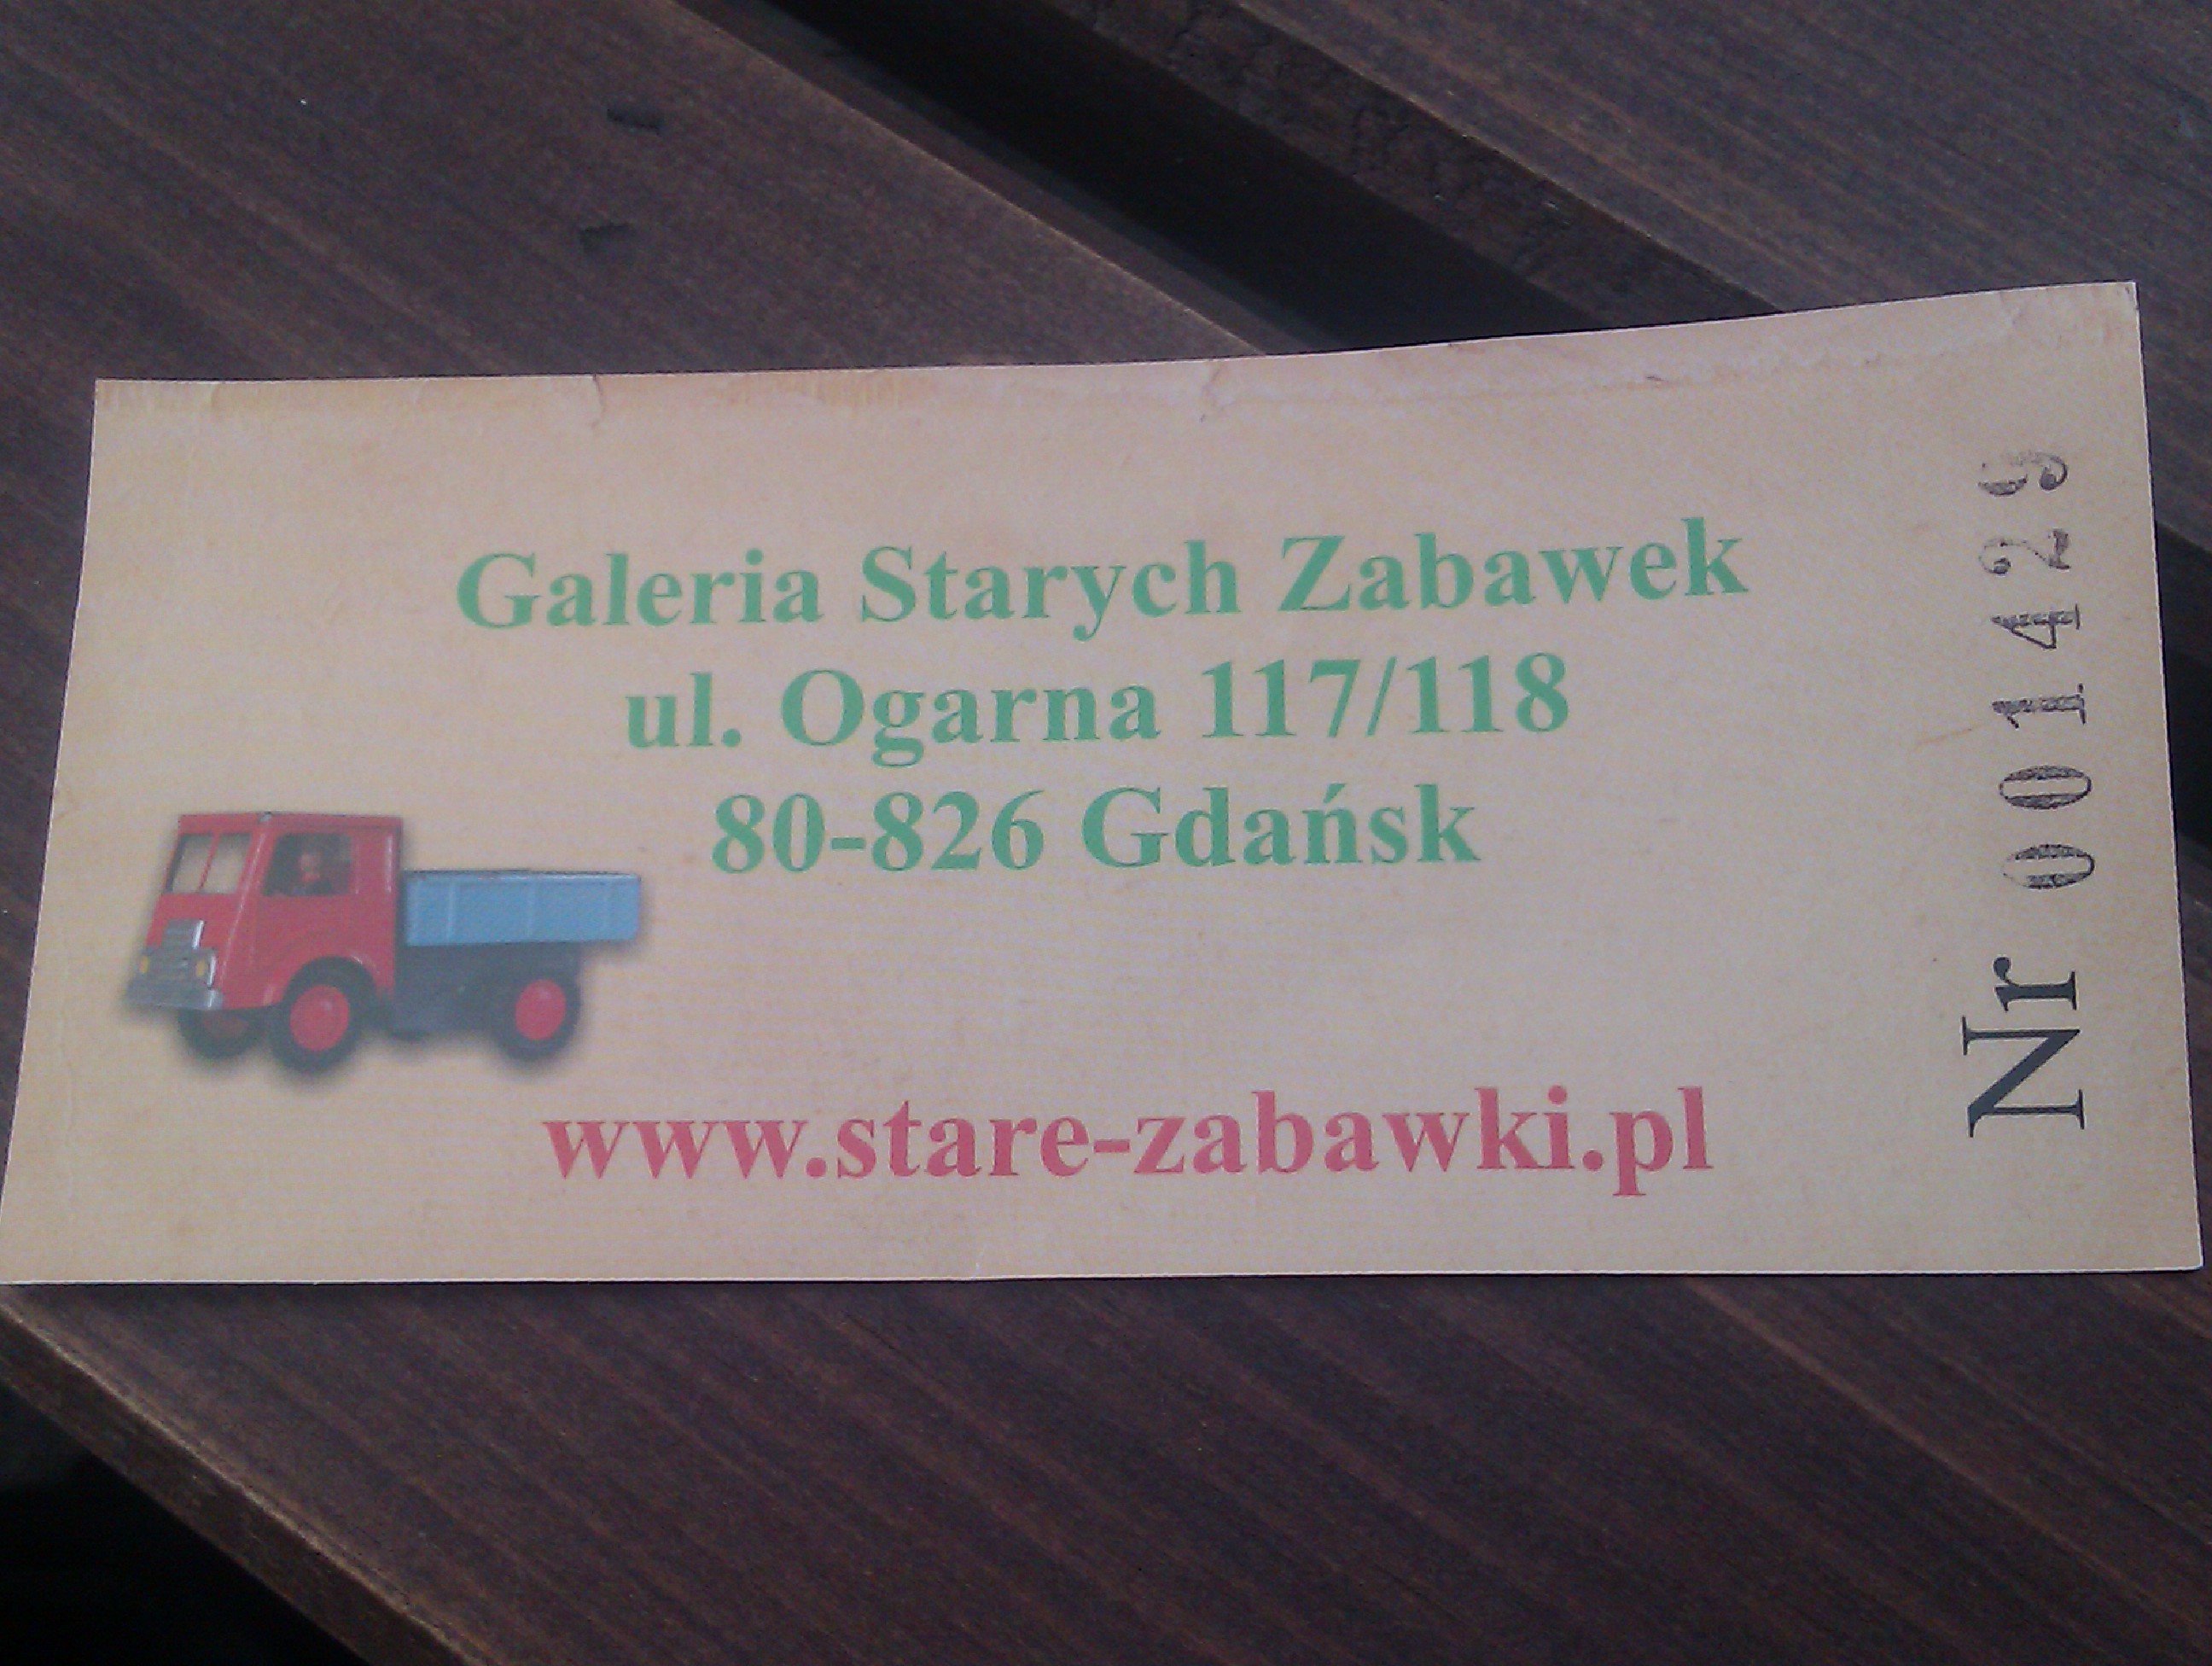 Galeria Starych Zabawek
ul. Ogarna 117/118
80-826 Gdańsk
www.stare-zabawki.pl
Nr 001429